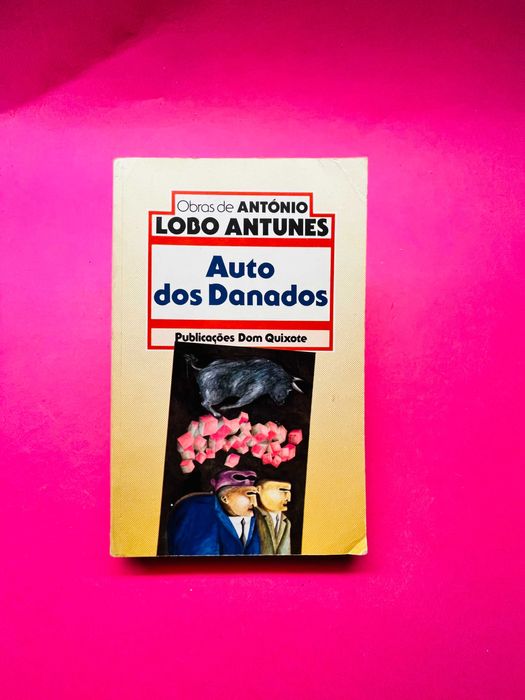 Obras de ANTÓNIO
LOBO ANTUNES
Auto
dos Danados
Publicações Dom Quixote